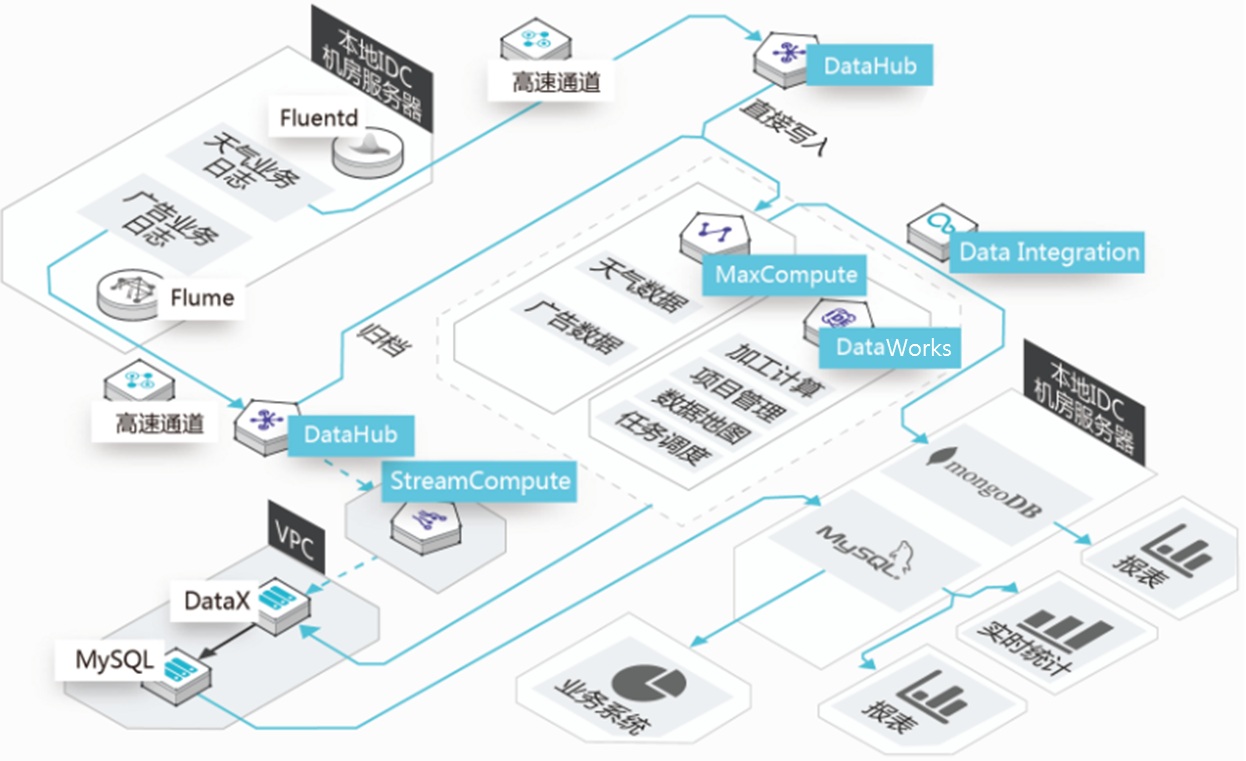 本地IDC
机房服务器
Fluentd
天气业务
日志
广告业务
日志
Flume
高速通道
DataHub
直接写入
高速通道
DataHub
归档
StreamCompute
MaxCompute
天气数据
广告数据
Data Integration
DataWorks
加工计算
项目管理
数据地图
任务调度
VPC
DataX
MySQL
本地IDC
机房服务器
mongoDB
MySQL
报表
实时统计
报表
业务系统